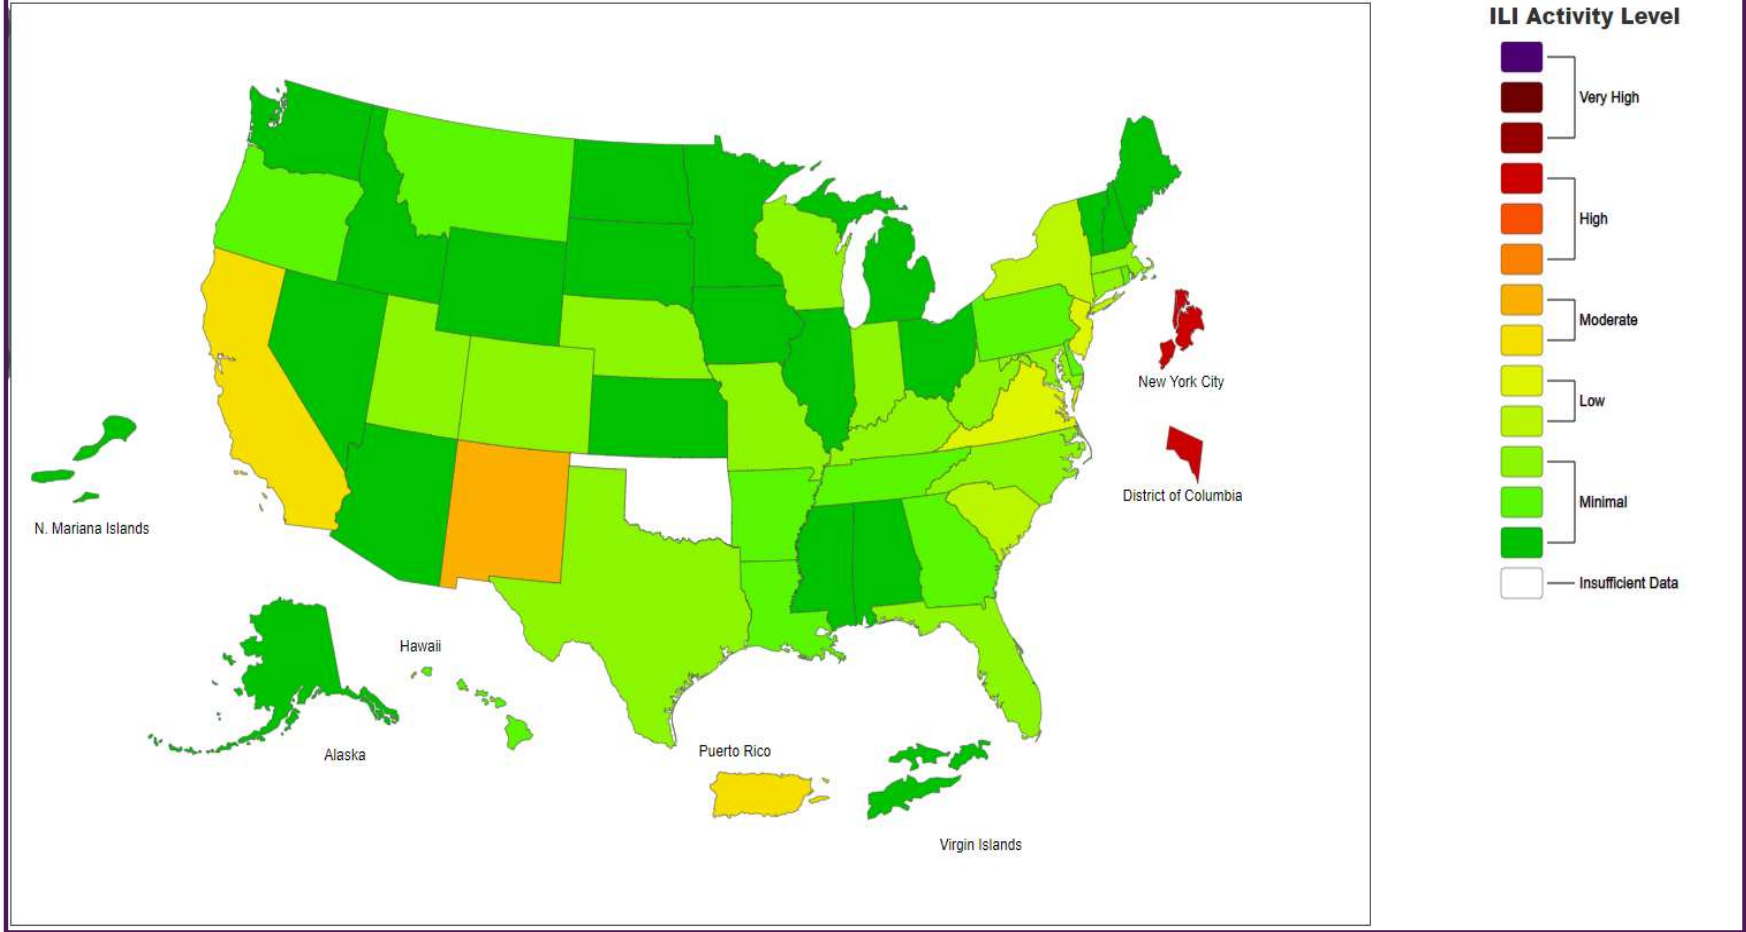 ILI Activity Level
Very High
High
Moderate
Low
Minimal
Insufficient Data
New York City
District of Columbia
N. Mariana Islands
Hawaii
Alaska
Puerto Rico
Virgin Islands